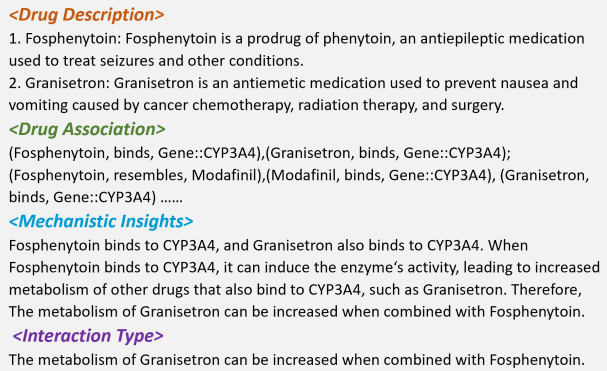 <Drug Description>
1. Fosphenytoin: Fosphenytoin is a prodrug of phenytoin, an antiepileptic medication
used to treat seizures and other conditions.
2. Granisetron: Granisetron is an antiemetic medication used to prevent nausea and
vomiting caused by cancer chemotherapy, radiation therapy, and surgery.
<Drug Association>
(Fosphenytoin, binds, Gene::CYP3A4),(Granisetron, binds, Gene::CYP3A4);
(Fosphenytoin, resembles, Modafinil),(Modafinil, binds, Gene::CYP3A4), (Granisetron,
binds, Gene::CYP3A4) ......
<Mechanistic Insights>
Fosphenytoin binds to CYP3A4, and Granisetron also binds to CYP3A4. When
Fosphenytoin binds to CYP3A4, it can induce the enzyme‘s activity, leading to increased
metabolism of other drugs that also bind to CYP3A4, such as Granisetron. Therefore,
The metabolism of Granisetron can be increased when combined with Fosphenytoin.
<Interaction Type>
The metabolism of Granisetron can be increased when combined with Fosphenytoin.